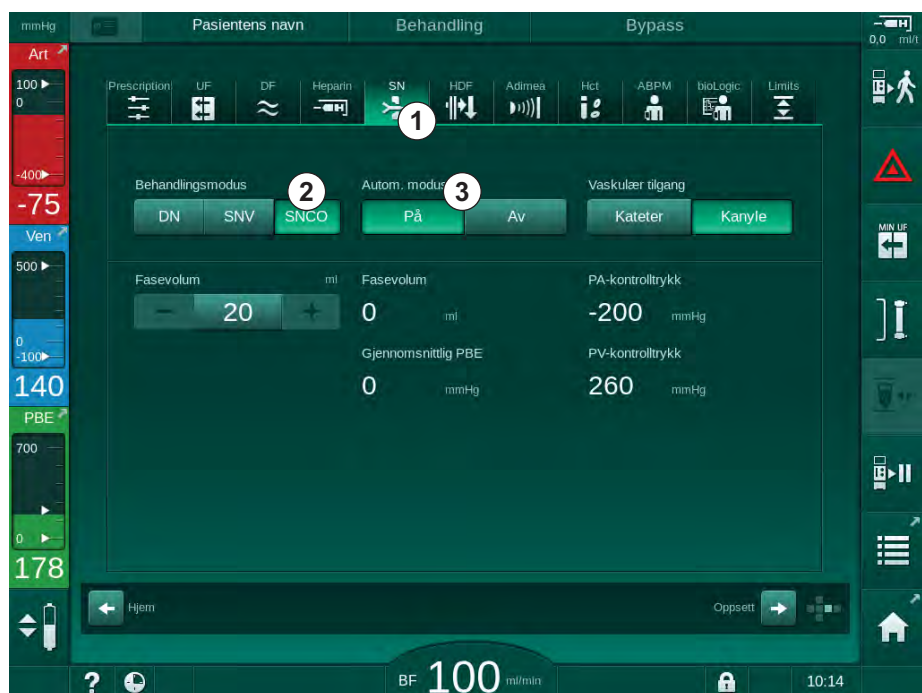 mmHg
Pasientens navn
Behandling
Bypass
0,0 ml/t
Art
100
0
-400
-75
Ven
500
0
-100
140
PBE
700
0
178
Prescription
UF
DF
Heparin
SN
HDF
Adimea
Hct
ABPM
bioLogic
Limits
1
Behandlingsmodus
2
Autom. modus
3
Vaskulær tilgang
DN
SNV
SNCO
På
Av
Kateter
Kanyle
Fasevolum ml
Fasevolum
PA-kontrolltrykk
− 20 +
0 ml
-200 mmHg
Gjennomsnittlig PBE
PV-kontrolltrykk
0 mmHg
260 mmHg
MIN UF
Hjem
Oppsett
?
BF 100 ml/min
10:14